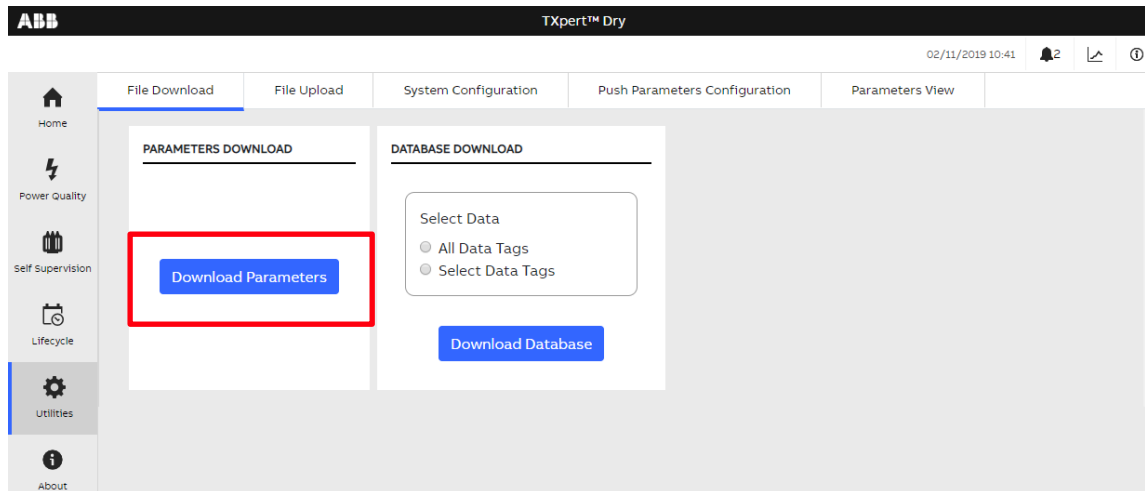 ABB
TXpert™ Dry
02/11/2019 10:41
2
Home
Power Quality
Self Supervision
Lifecycle
Utilities
About
File Download
File Upload
System Configuration
Push Parameters Configuration
Parameters View
PARAMETERS DOWNLOAD
Download Parameters
DATABASE DOWNLOAD
Select Data
All Data Tags
Select Data Tags
Download Database